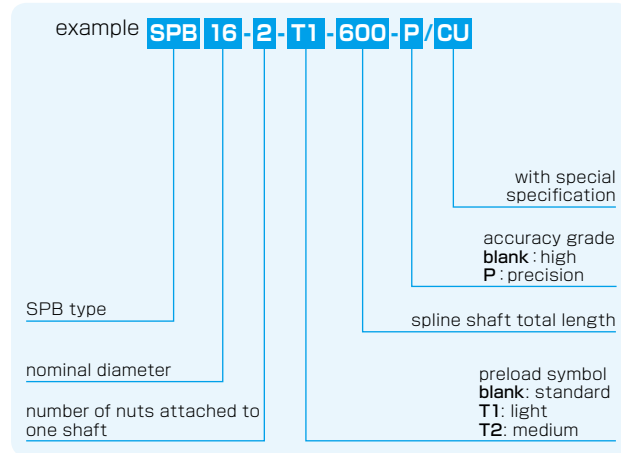 example SPB 16 - 2 - T1 - 600 - P / CU
with special
specification
accuracy grade
blank : high
P : precision
SPB type
spline shaft total length
nominal diameter
preload symbol
blank: standard
T1: light
T2: medium
number of nuts attached to
one shaft